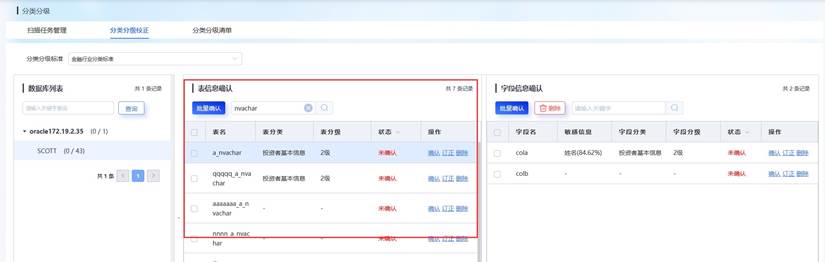 分类分级
扫描任务管理 分类分级校正 分类分级清单
分类分级标准 金融行业分类标准
数据库列表 共 1 条记录
请输入关键字查询 查询
oracle172.19.2.35 (0 / 1)
SCOTT (0 / 43)
共 1 条 1
表信息确认 共 7 条记录
批量确认 nvachar
表名 表分类 表分级 状态 操作
a_nvachar 投资者基本信息 2级 未确认 确认 订正 删除
qqqqq_a_nva
char 投资者基本信息 2级 未确认 确认 订正 删除
aaaaaaa_a_n
vachar - - 未确认 确认 订正 删除
nnnn_a_nvac
har - - 未确认 确认 订正 删除
字段信息确认 共 2 条记录
批量确认 删除 请输入关键字
字段名 敏感信息 字段分类 字段分级 状态 操作
cola 姓名(84.62%) 投资者基本信息 2级 未确认 确认 订正 删除
colb - - - 未确认 确认 订正 删除